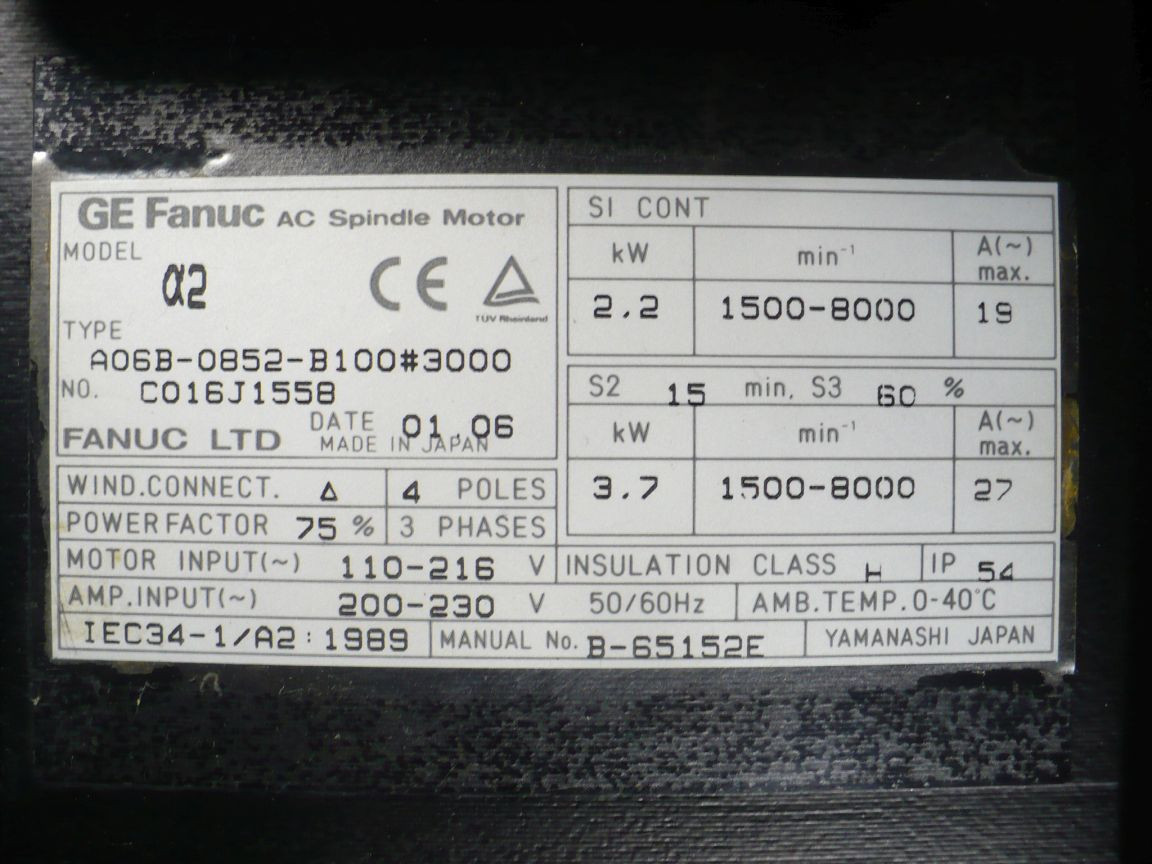 GE Fanuc AC Spindle Motor
MODEL
α2
CE
TÜV Rheinland
TYPE
A06B-0852-B100#3000
NO. C016J1558
DATE 01.06
FANUC LTD MADE IN JAPAN
WIND.CONNECT. Δ 4 POLES
POWER FACTOR 75 % 3 PHASES
SI CONT
kW min⁻¹ A(~) max.
2.2 1500-8000 19
S2 15 min, S3 60 %
kW min⁻¹ A(~) max.
3.7 1500-8000 27
MOTOR INPUT(~) 110-216 V INSULATION CLASS H IP 54
AMP.INPUT(~) 200-230 V 50/60Hz AMB.TEMP.0-40°C
IEC34-1/A2:1989 MANUAL No. B-65152E YAMANASHI JAPAN